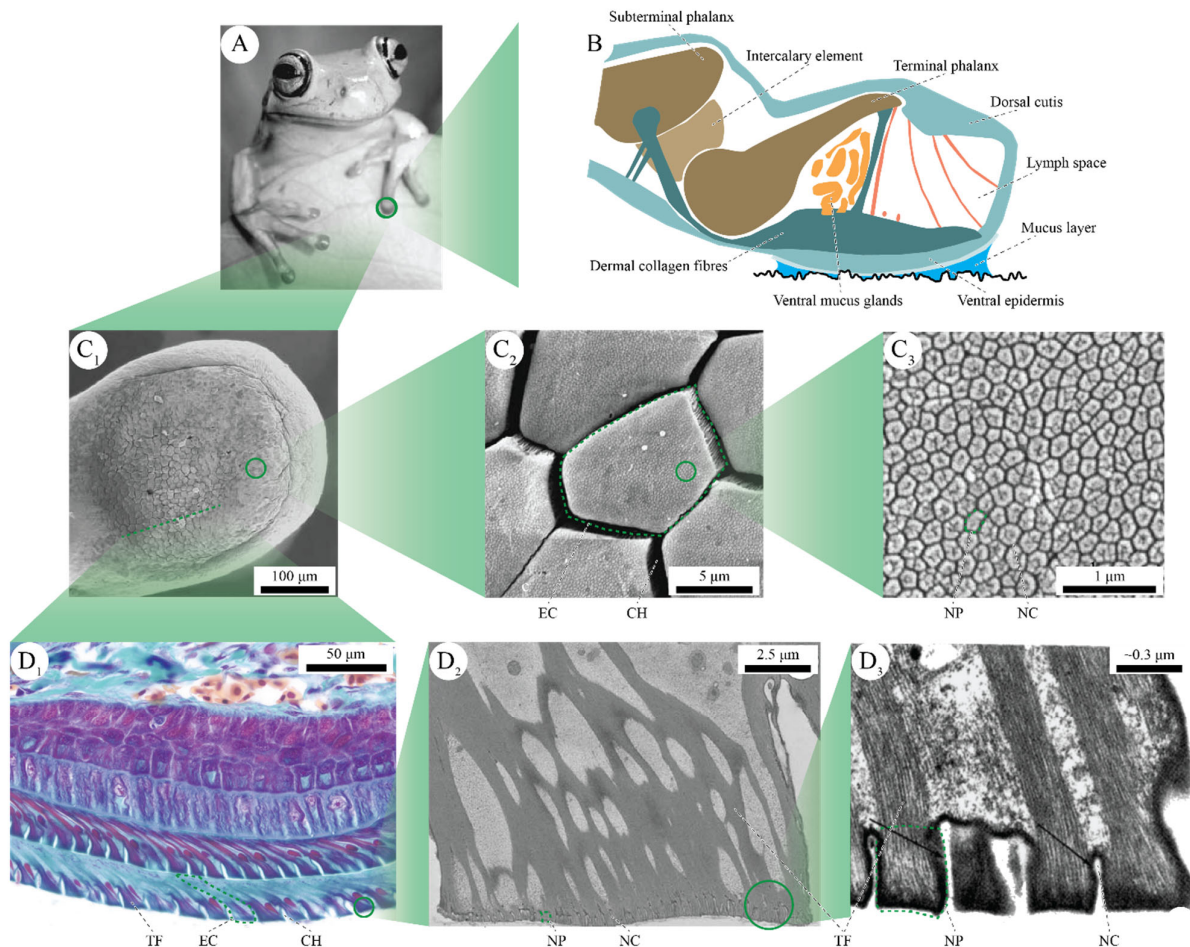 A
B
Subterminal phalanx
Intercalary element
Terminal phalanx
Dorsal cutis
Lymph space
Mucus layer
Dermal collagen fibres
Ventral mucus glands
Ventral epidermis
C1
100 µm
C2
5 µm
EC
CH
C3
1 µm
NP
NC
D1
50 µm
TF
EC
CH
D2
2.5 µm
NP
NC
TF
D3
~0.3 µm
NP
NC